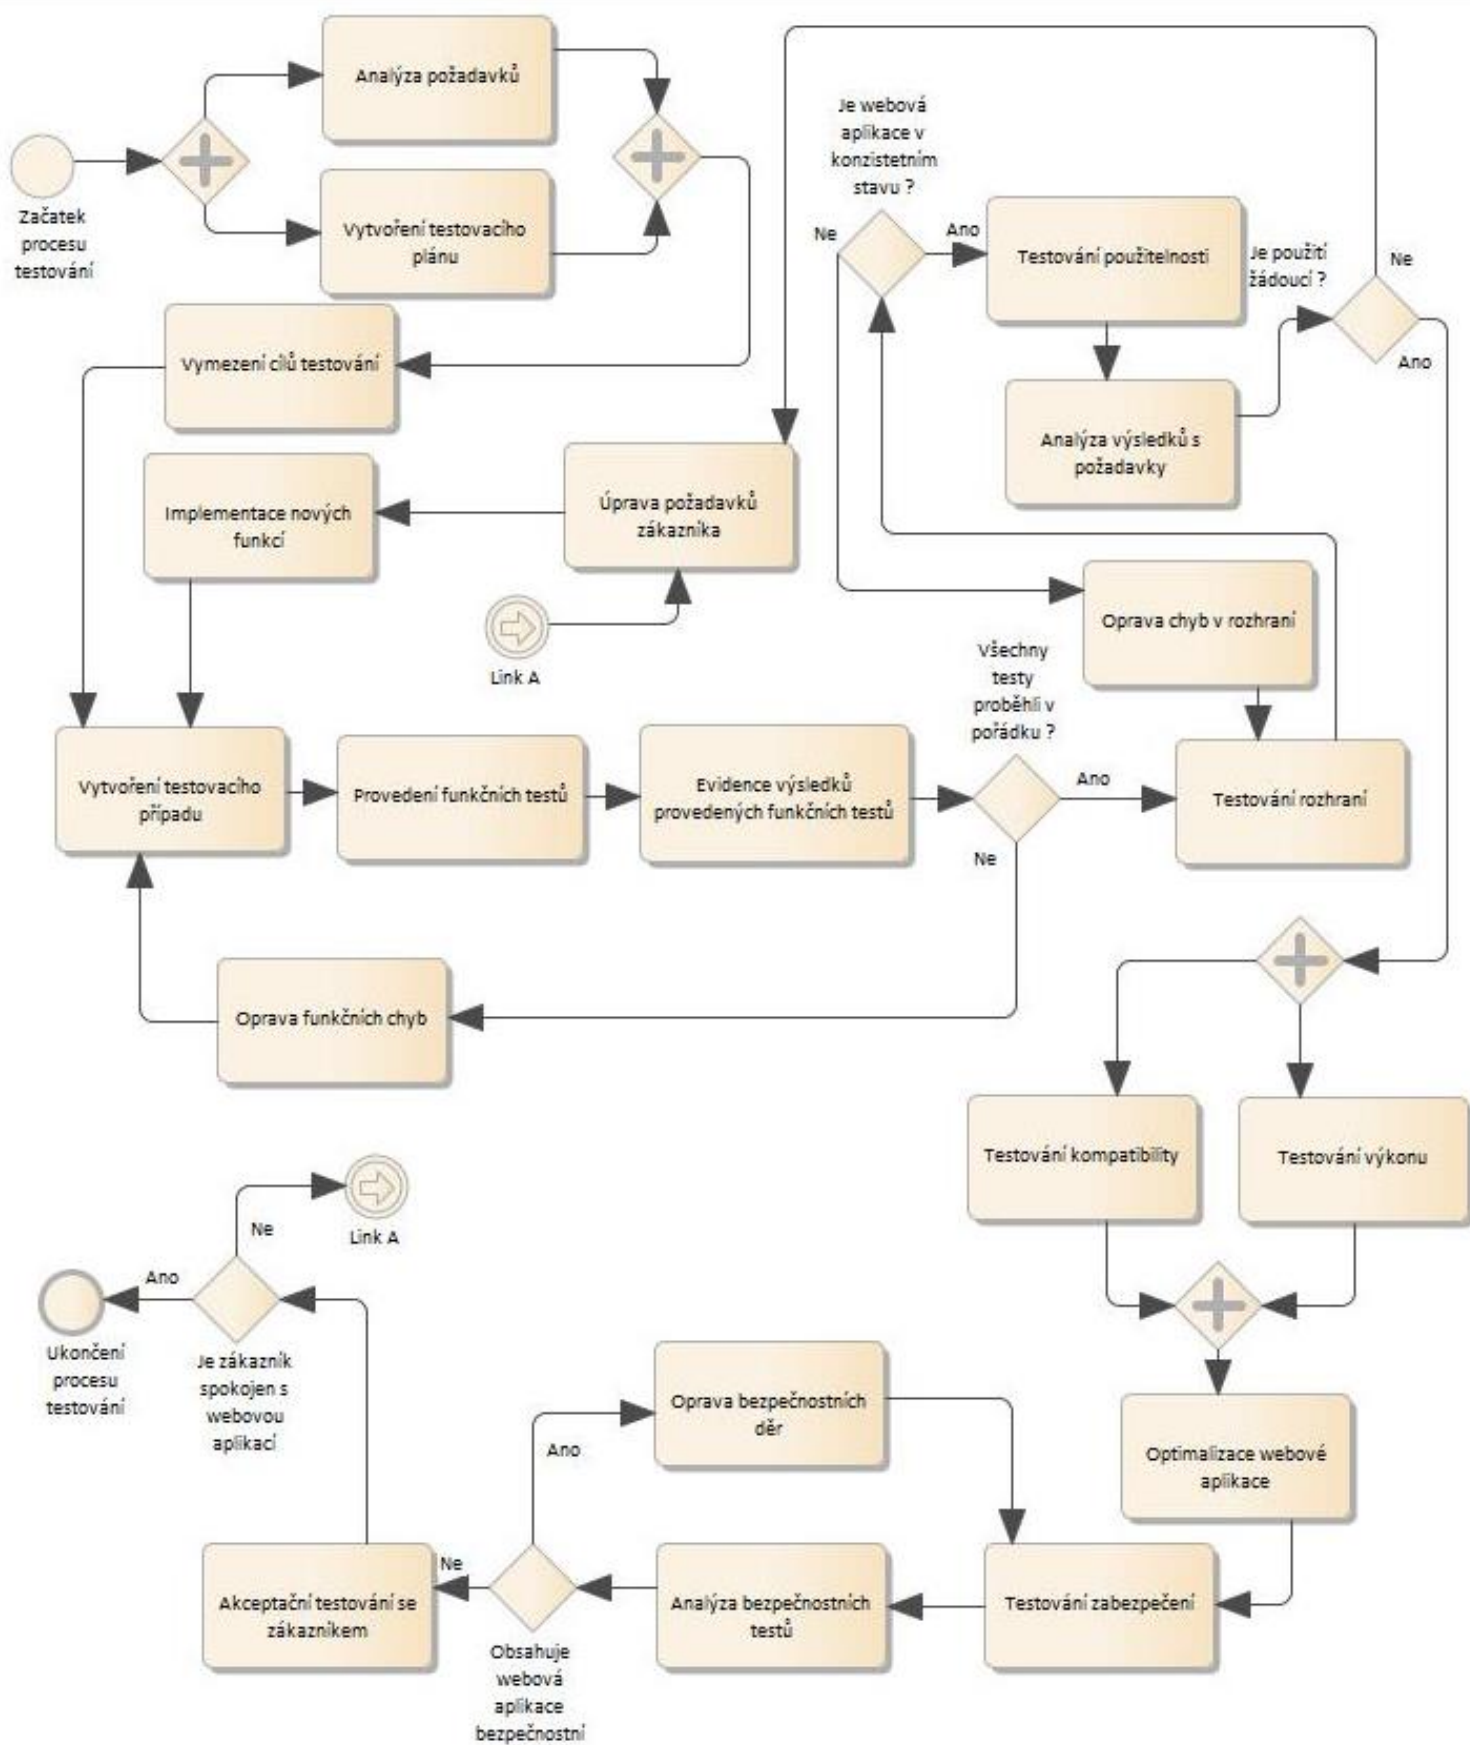 Analýza požadavků
Je webová
aplikace v
konzistetním
stavu ?
Začatek
procesu
testování
Vytvoření testovacího
plánu
Ne
Ano
Testování použitelnosti
Je použití
žádoucí ?
Ne
Ano
Vymezení cílů testování
Analýza výsledků s
požadavky
Implementace nových
funkcí
Úprava požadavků
zákazníka
Link A
Oprava chyb v rozhraní
Všechny
testy
proběhli v
pořádku ?
Vytvoření testovacího
případu
Provedení funkčních testů
Evidence výsledků
provedených funkčních testů
Ano
Ne
Testování rozhraní
Oprava funkčních chyb
Testování kompatibility
Testování výkonu
Ne
Link A
Ano
Ukončení
procesu
testování
Je zákazník
spokojen s
webovou
aplikací
Oprava bezpečnostních
děr
Ano
Optimalizace webové
aplikace
Akceptační testování se
zákazníkem
Ne
Analýza bezpečnostních
testů
Testování zabezpečení
Obsahuje
webová
aplikace
bezpečnostní